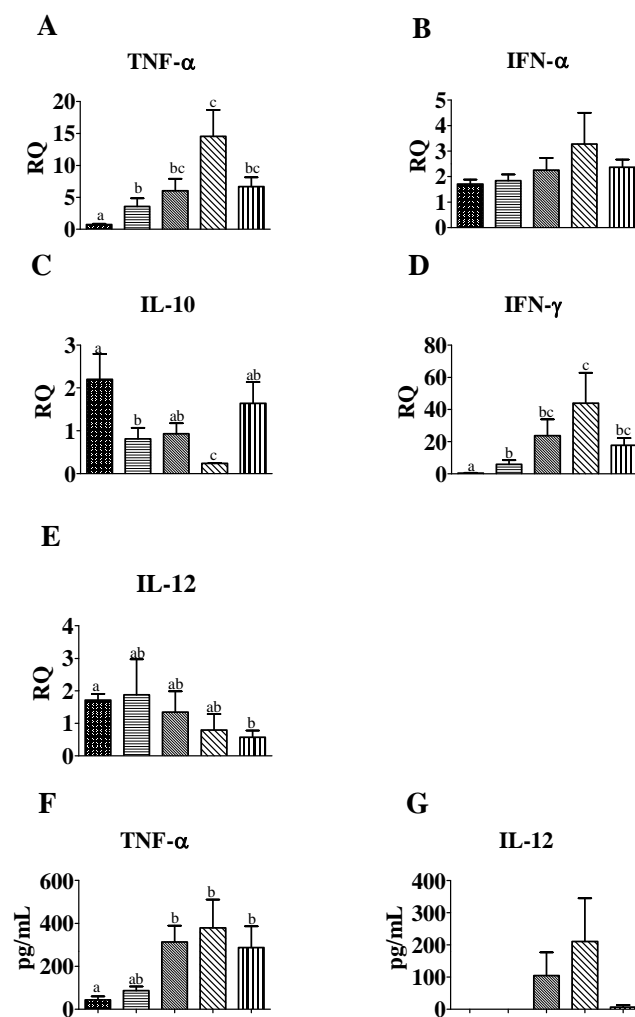 A
TNF-α
20
15
10
5
0
RQ
a
b
bc
c
bc
B
IFN-α
5
4
3
2
1
0
RQ
C
IL-10
3
2
1
0
RQ
a
b
ab
c
ab
D
IFN-γ
80
60
40
20
0
RQ
a
b
bc
c
bc
E
IL-12
4
3
2
1
0
RQ
a
ab
ab
ab
b
F
TNF-α
600
400
200
0
pg/mL
a
ab
b
b
b
G
IL-12
400
300
200
100
0
pg/mL